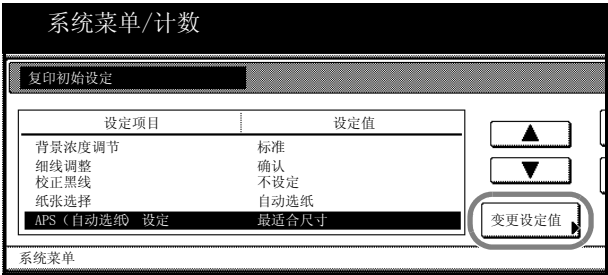 系统菜单/计数
复印初始设定
设定项目 设定值
背景浓度调节 标准
细线调整 确认
校正黑线 不设定
纸张选择 自动选纸
APS（自动选纸） 设定 最适合尺寸
变更设定值
系统菜单